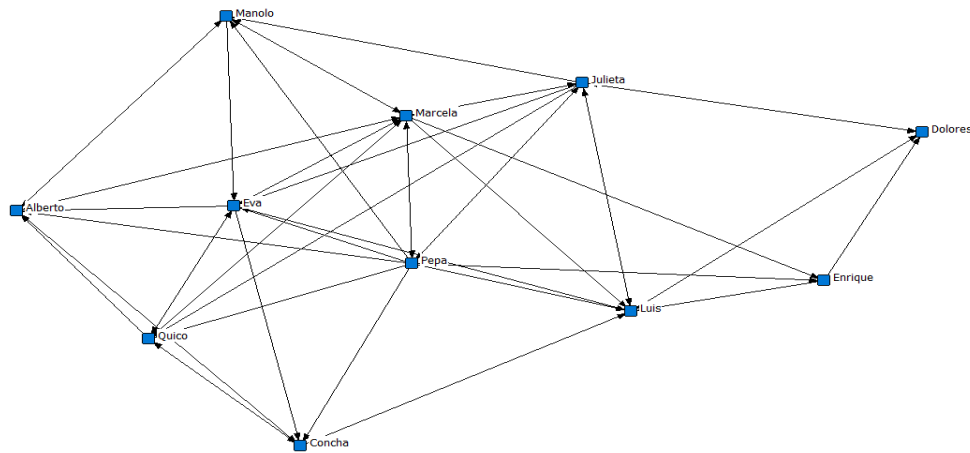 Manolo
Julieta
Marcela
Dolores
Eva
Alberto
Pepa
Enrique
Luis
Quico
Concha